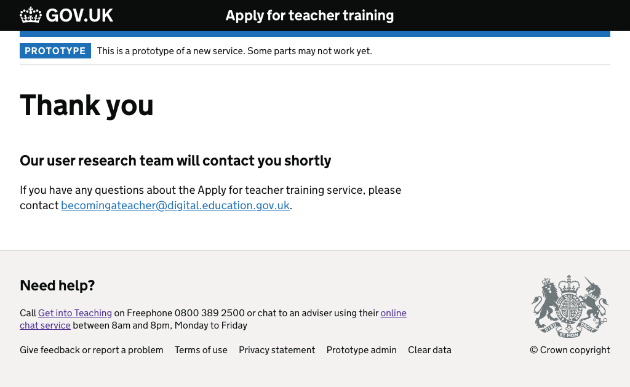 GOV.UK
Apply for teacher training
PROTOTYPE This is a prototype of a new service. Some parts may not work yet.
Thank you
Our user research team will contact you shortly
If you have any questions about the Apply for teacher training service, please
contact becomingateacher@digital.education.gov.uk.
Need help?
Call Get into Teaching on Freephone 0800 389 2500 or chat to an adviser using their online
chat service between 8am and 8pm, Monday to Friday
Give feedback or report a problem Terms of use Privacy statement Prototype admin Clear data
© Crown copyright